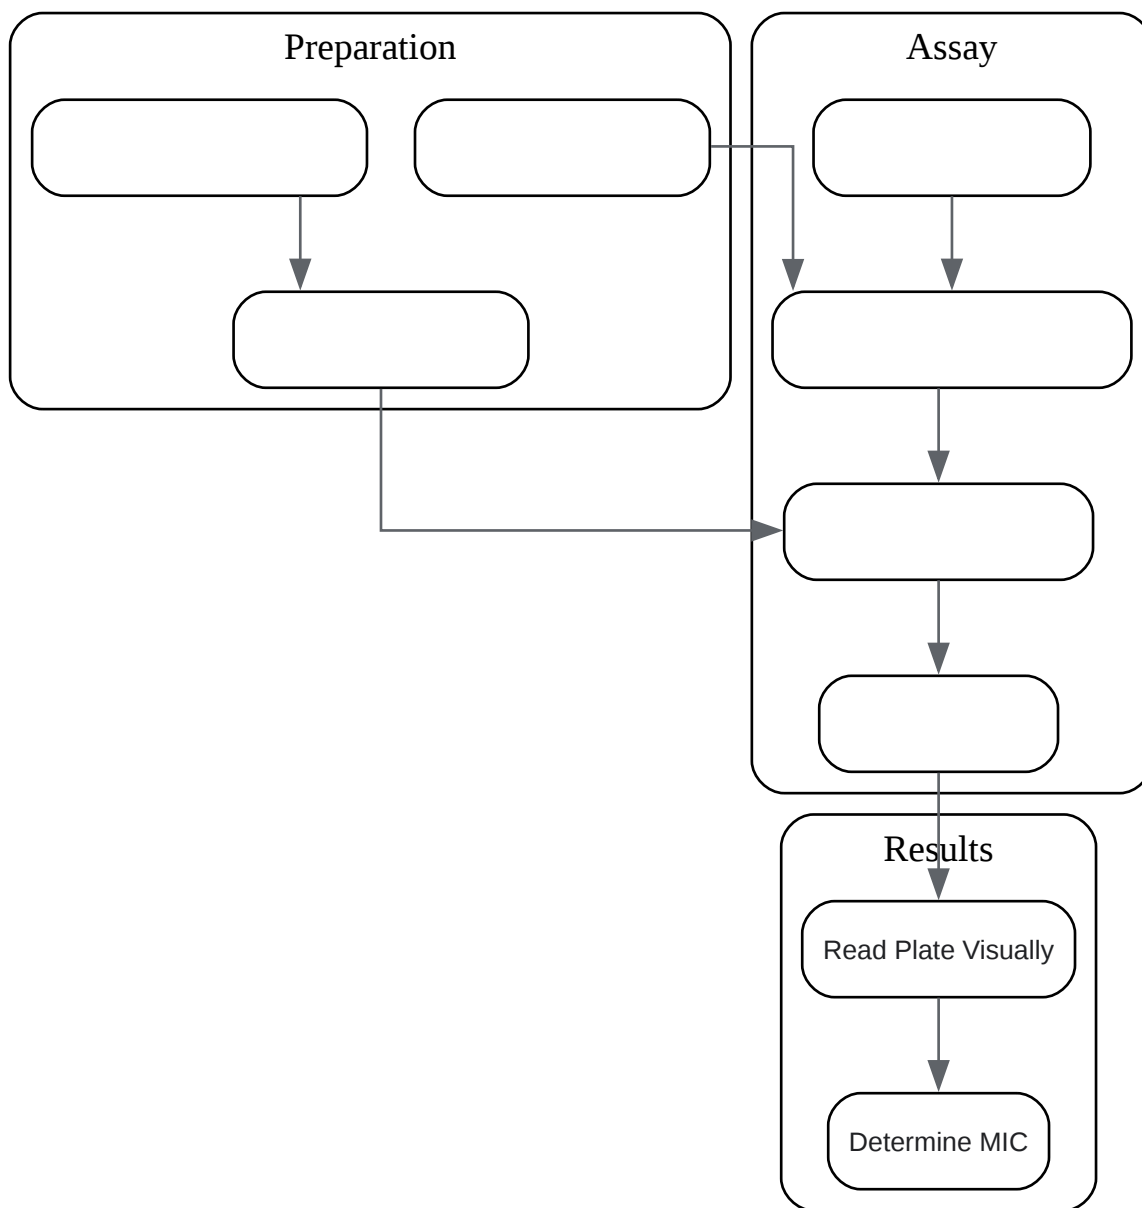 Preparation
Assay
Results
Read Plate Visually
Determine MIC